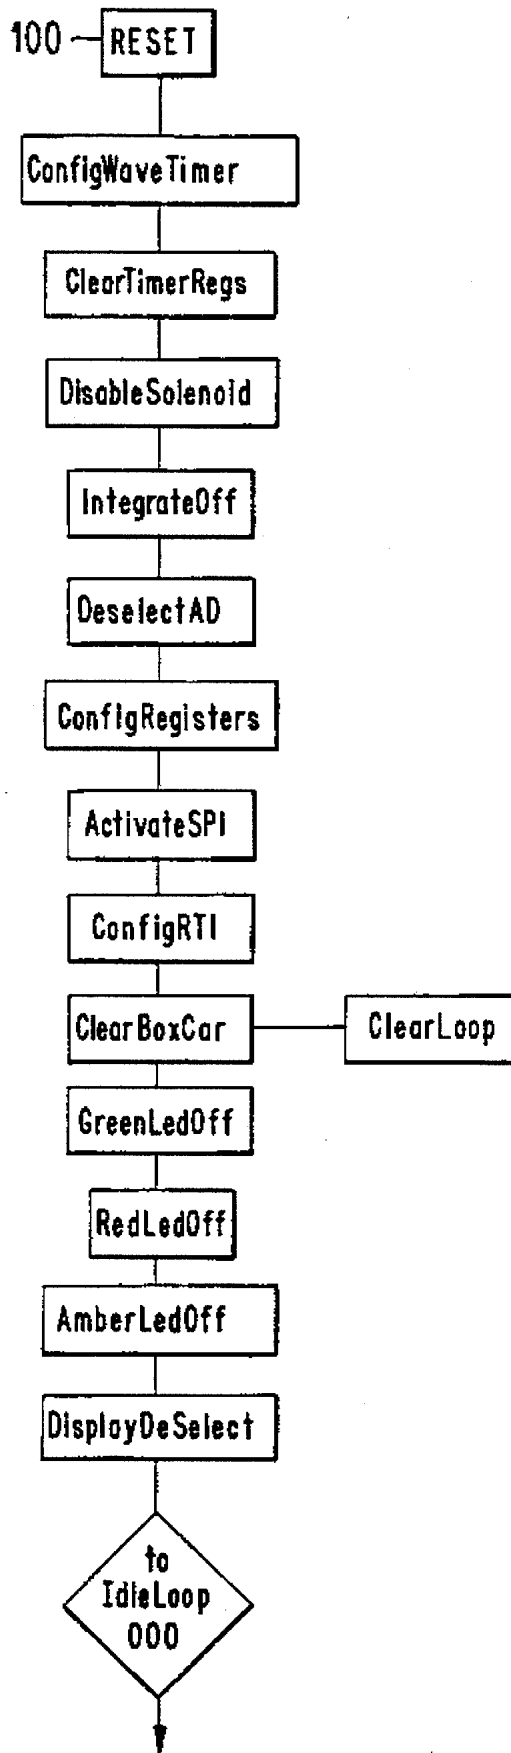 100 RESET
ConfigWaveTimer
ClearTimerRegs
DisableSolenoid
IntegrateOff
DeselectAD
ConfigRegisters
ActivateSPI
ConfigRTI
ClearBoxCar ClearLoop
GreenLedOff
RedLedOff
AmberLedOff
DisplayDeSelect
to
IdleLoop
000